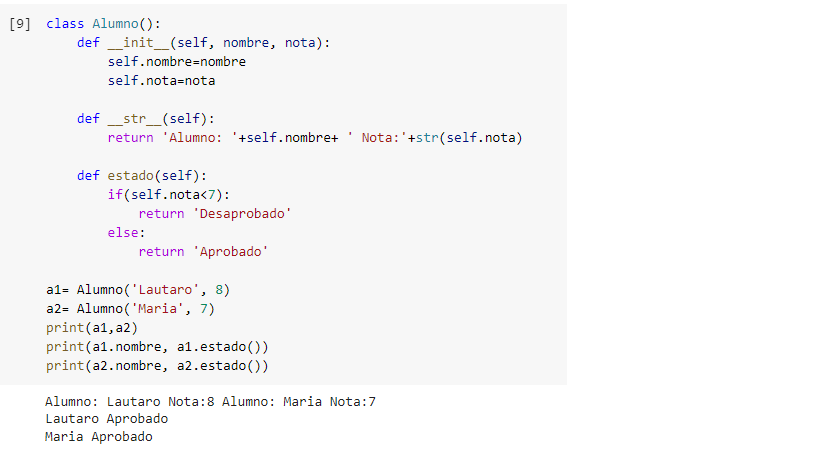 [9] class Alumno():
def __init__(self, nombre, nota):
self.nombre=nombre
self.nota=nota
def __str__(self):
return 'Alumno: '+self.nombre+ ' Nota:'+str(self.nota)
def estado(self):
if(self.nota<7):
return 'Desaprobado'
else:
return 'Aprobado'
a1= Alumno('Lautaro', 8)
a2= Alumno('Maria', 7)
print(a1,a2)
print(a1.nombre, a1.estado())
print(a2.nombre, a2.estado())
Alumno: Lautaro Nota:8 Alumno: Maria Nota:7
Lautaro Aprobado
Maria Aprobado